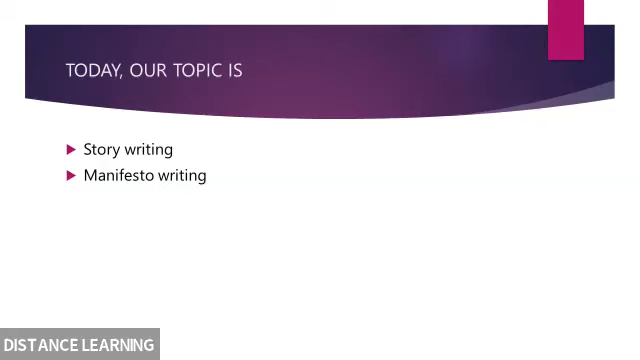 TODAY, OUR TOPIC IS
Story writing
Manifesto writing
DISTANCE LEARNING